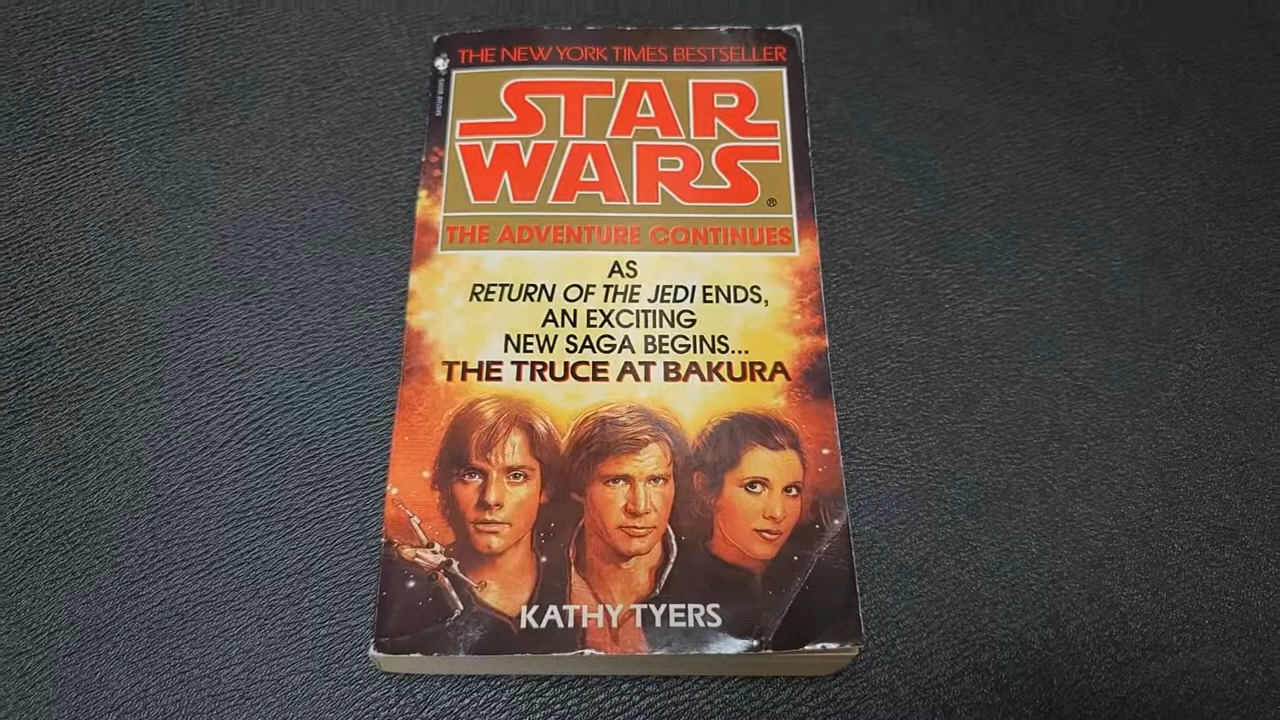 THE NEW YORK TIMES BESTSELLER
STAR
WARS®
THE ADVENTURE CONTINUES
AS
RETURN OF THE JEDI ENDS,
AN EXCITING
NEW SAGA BEGINS...
THE TRUCE AT BAKURA
KATHY TYERS